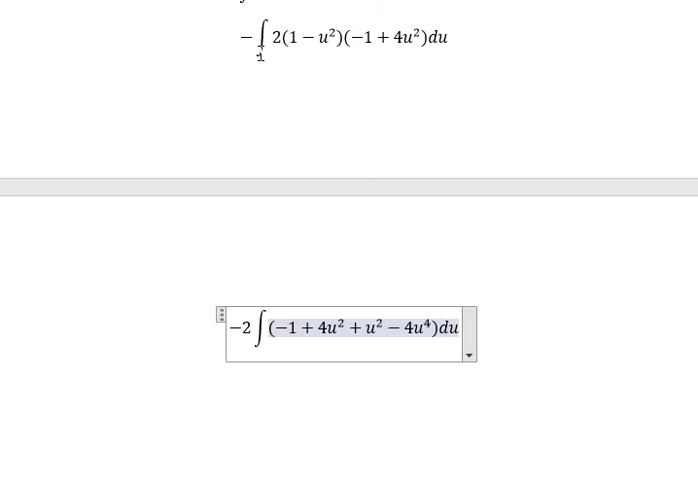 −∫ 2(1 − u²)(−1 + 4u²)du
−2∫(−1 + 4u² + u² − 4u⁴)du